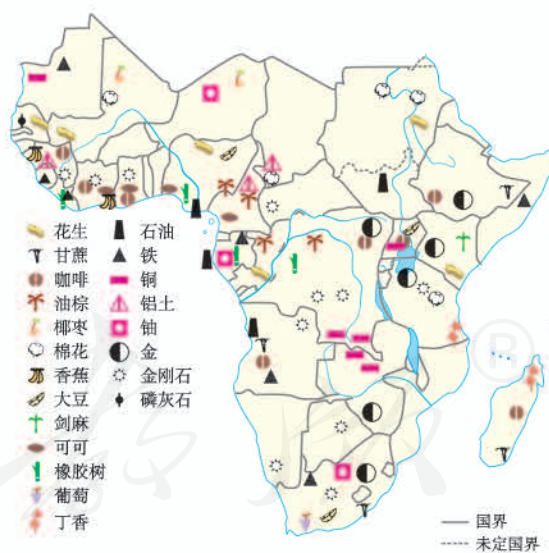 花生 石油
甘蔗 铁
咖啡 铜
油棕 铝土
椰枣 铀
棉花 金
香蕉 金刚石
大豆 磷灰石
剑麻
可可
橡胶树
葡萄
丁香
国界
未定国界
®